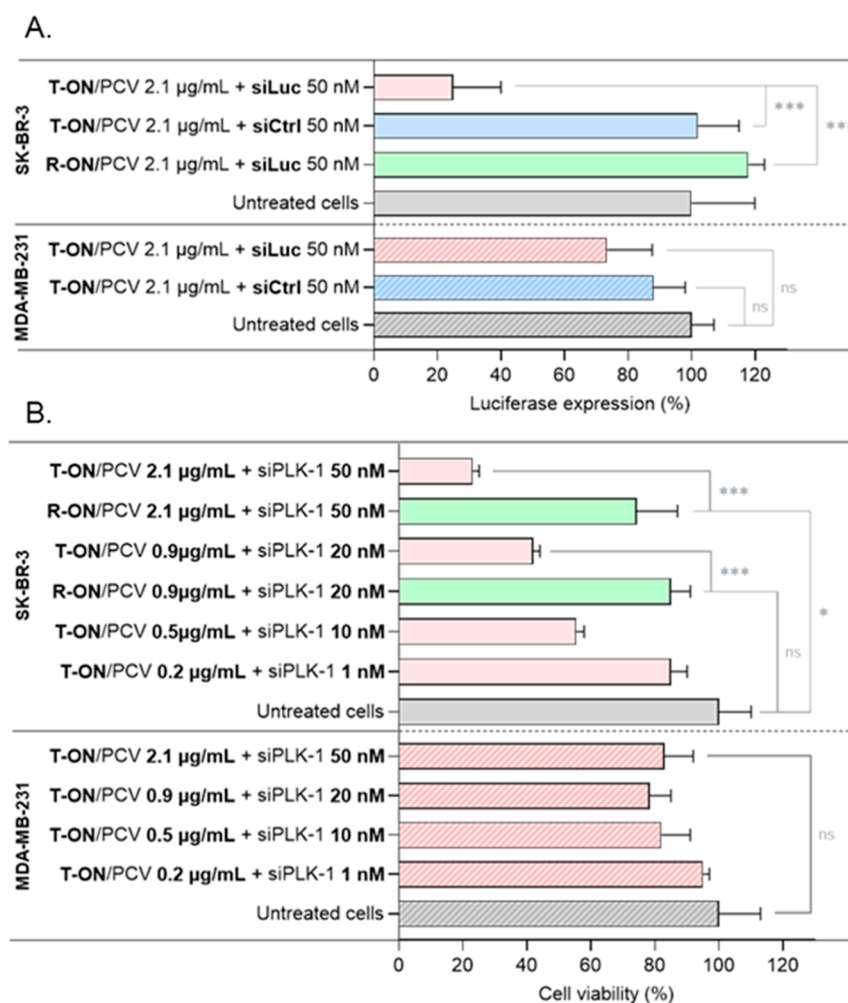 A.
SK-BR-3
T-ON/PCV 2.1 µg/mL + siLuc 50 nM
T-ON/PCV 2.1 µg/mL + siCtrl 50 nM
R-ON/PCV 2.1 µg/mL + siLuc 50 nM
Untreated cells
***
***
MDA-MB-231
T-ON/PCV 2.1 µg/mL + siLuc 50 nM
T-ON/PCV 2.1 µg/mL + siCtrl 50 nM
Untreated cells
ns
ns
0 20 40 60 80 100 120
Luciferase expression (%)
B.
SK-BR-3
T-ON/PCV 2.1 µg/mL + siPLK-1 50 nM
R-ON/PCV 2.1 µg/mL + siPLK-1 50 nM
T-ON/PCV 0.9µg/mL + siPLK-1 20 nM
R-ON/PCV 0.9µg/mL + siPLK-1 20 nM
T-ON/PCV 0.5µg/mL + siPLK-1 10 nM
T-ON/PCV 0.2 µg/mL + siPLK-1 1 nM
Untreated cells
***
***
*
ns
MDA-MB-231
T-ON/PCV 2.1 µg/mL + siPLK-1 50 nM
T-ON/PCV 0.9 µg/mL + siPLK-1 20 nM
T-ON/PCV 0.5 µg/mL + siPLK-1 10 nM
T-ON/PCV 0.2 µg/mL + siPLK-1 1 nM
Untreated cells
ns
0 20 40 60 80 100 120
Cell viability (%)